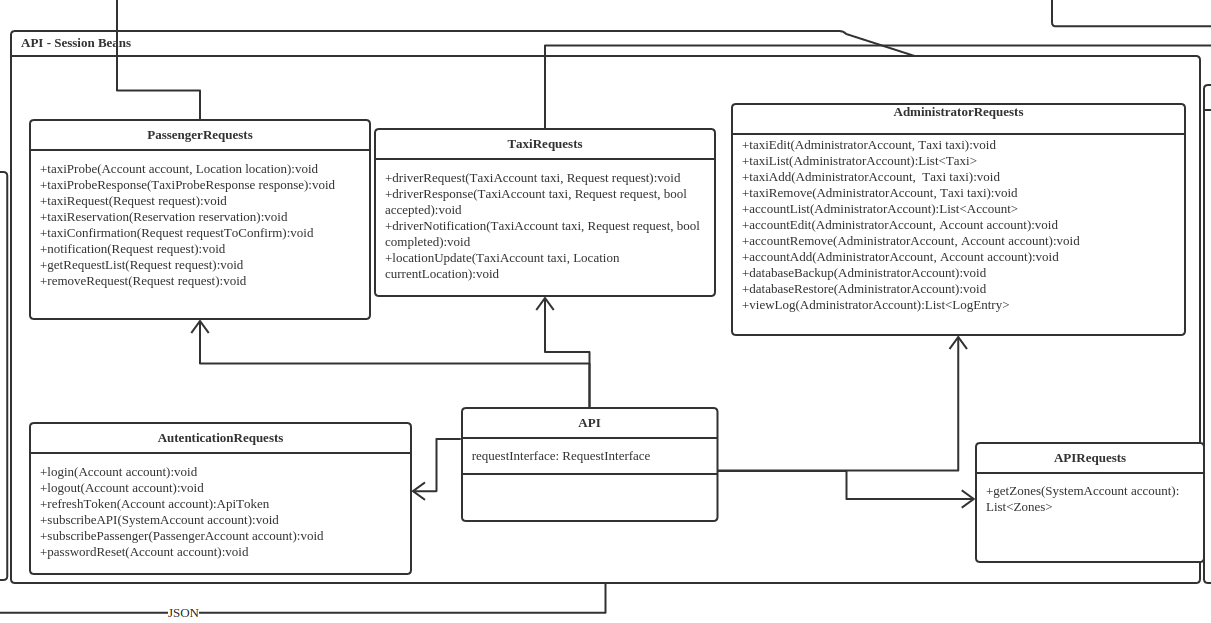 API - Session Beans
PassengerRequests
+taxiProbe(Account account, Location location):void
+taxiProbeResponse(TaxiProbeResponse response):void
+taxiRequest(Request request):void
+taxiReservation(Reservation reservation):void
+taxiConfirmation(Request requestToConfirm):void
+notification(Request request):void
+getRequestList(Request request):void
+removeRequest(Request request):void
TaxiRequests
+driverRequest(TaxiAccount taxi, Request request):void
+driverResponse(TaxiAccount taxi, Request request, bool
accepted):void
+driverNotification(TaxiAccount taxi, Request request, bool
completed):void
+locationUpdate(TaxiAccount taxi, Location
currentLocation):void
AdministratorRequests
+taxiEdit(AdministratorAccount, Taxi taxi):void
+taxiList(AdministratorAccount):List<Taxi>
+taxiAdd(AdministratorAccount,  Taxi taxi):void
+taxiRemove(AdministratorAccount, Taxi taxi):void
+accountList(AdministratorAccount):List<Account>
+accountEdit(AdministratorAccount, Account account):void
+accountRemove(AdministratorAccount, Account account):void
+accountAdd(AdministratorAccount, Account account):void
+databaseBackup(AdministratorAccount):void
+databaseRestore(AdministratorAccount):void
+viewLog(AdministratorAccount):List<LogEntry>
AutenticationRequests
+login(Account account):void
+logout(Account account):void
+refreshToken(Account account):ApiToken
+subscribeAPI(SystemAccount account):void
+subscribePassenger(PassengerAccount account):void
+passwordReset(Account account):void
API
requestInterface: RequestInterface
APIRequests
+getZones(SystemAccount account):
List<Zones>
JSON